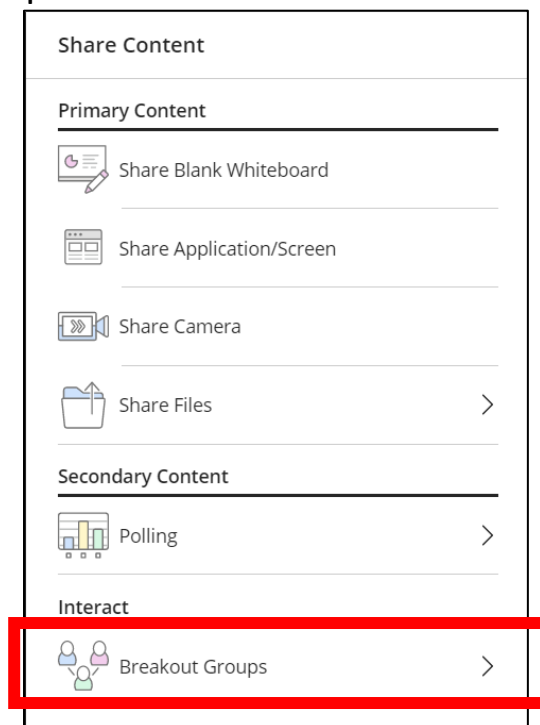 Share Content
Primary Content
Share Blank Whiteboard
Share Application/Screen
Share Camera
Share Files
Secondary Content
Polling
Interact
Breakout Groups